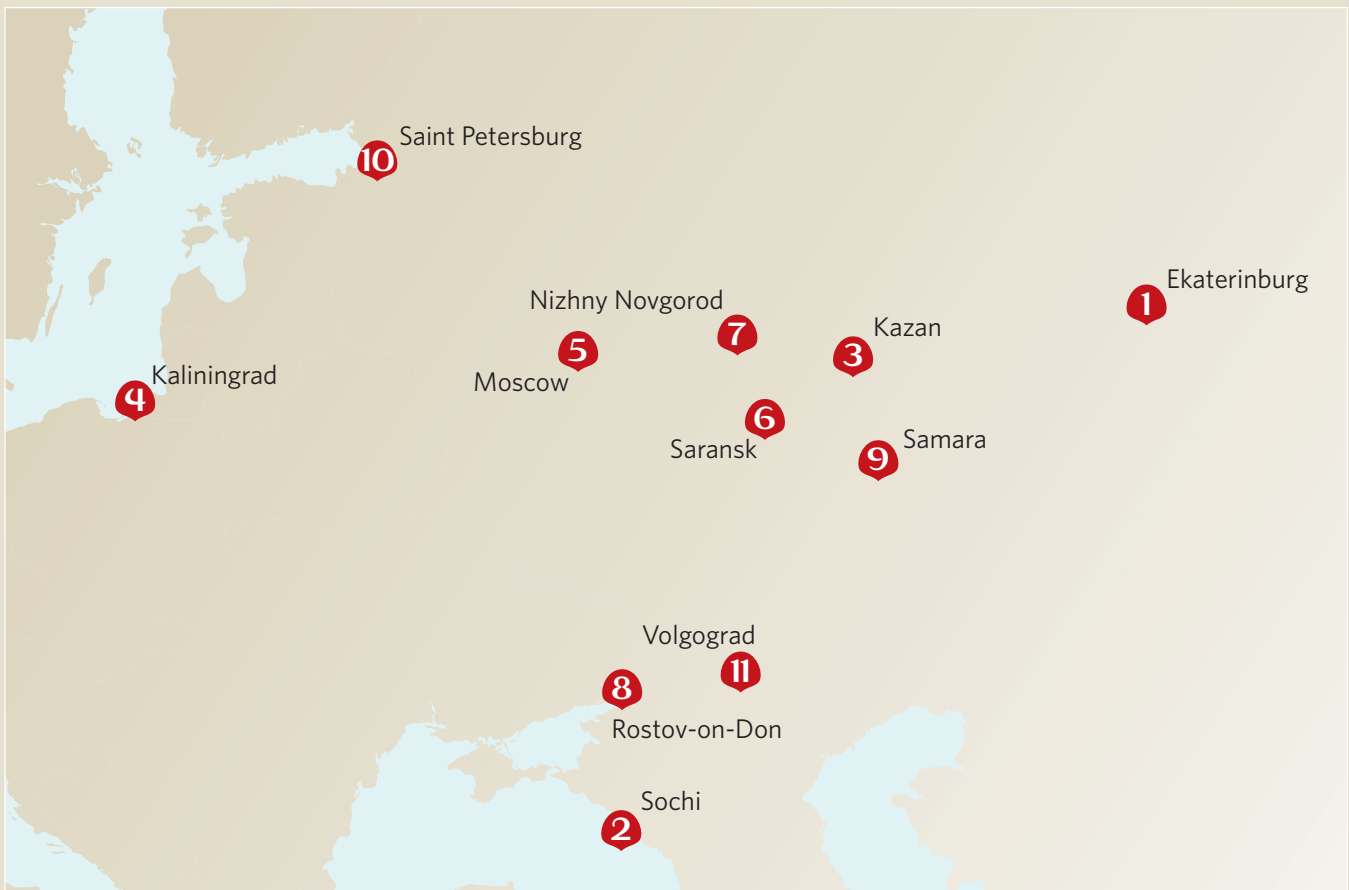 Saint Petersburg
10
Ekaterinburg
1
Nizhny Novgorod
7
Kazan
3
5
Moscow
Kaliningrad
4
6
Saransk
Samara
9
Volgograd
11
8
Rostov-on-Don
Sochi
2